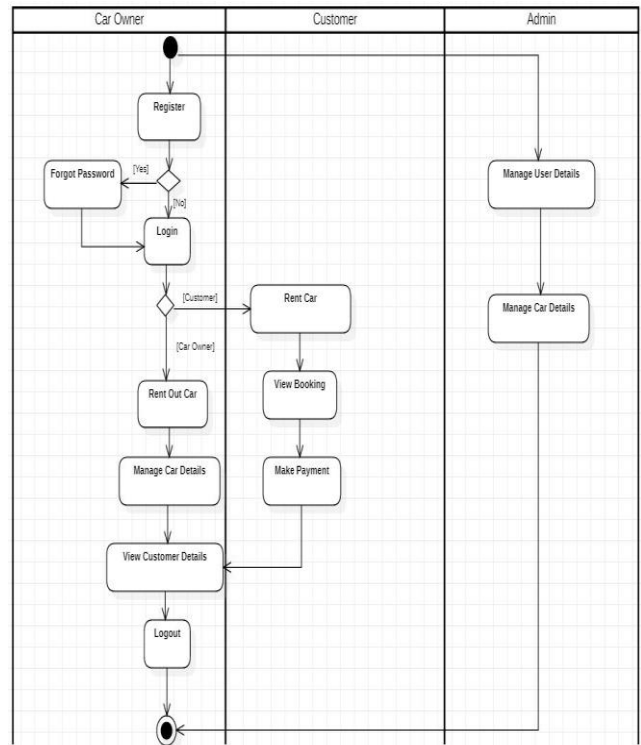 Car Owner
Customer
Admin
Register
[Yes]
Forgot Password
Manage User Details
[No]
Login
[Customer]
Rent Car
Manage Car Details
[Car Owner]
Rent Out Car
View Booking
Manage Car Details
Make Payment
View Customer Details
Logout